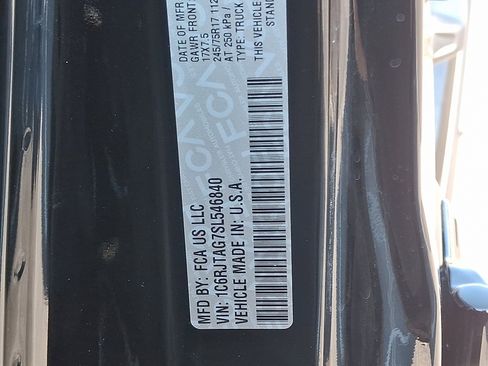 DATE OF MFR
GAWR FRONT
17X7.5
245/75R17 112
AT 250 kPa /
THIS VEHICLE
STAND
TYPE: TRUCK
MFD BY: FCA US LLC
VIN: 1C6RJTAG7SL546840
VEHICLE MADE IN U.S.A.
FCA